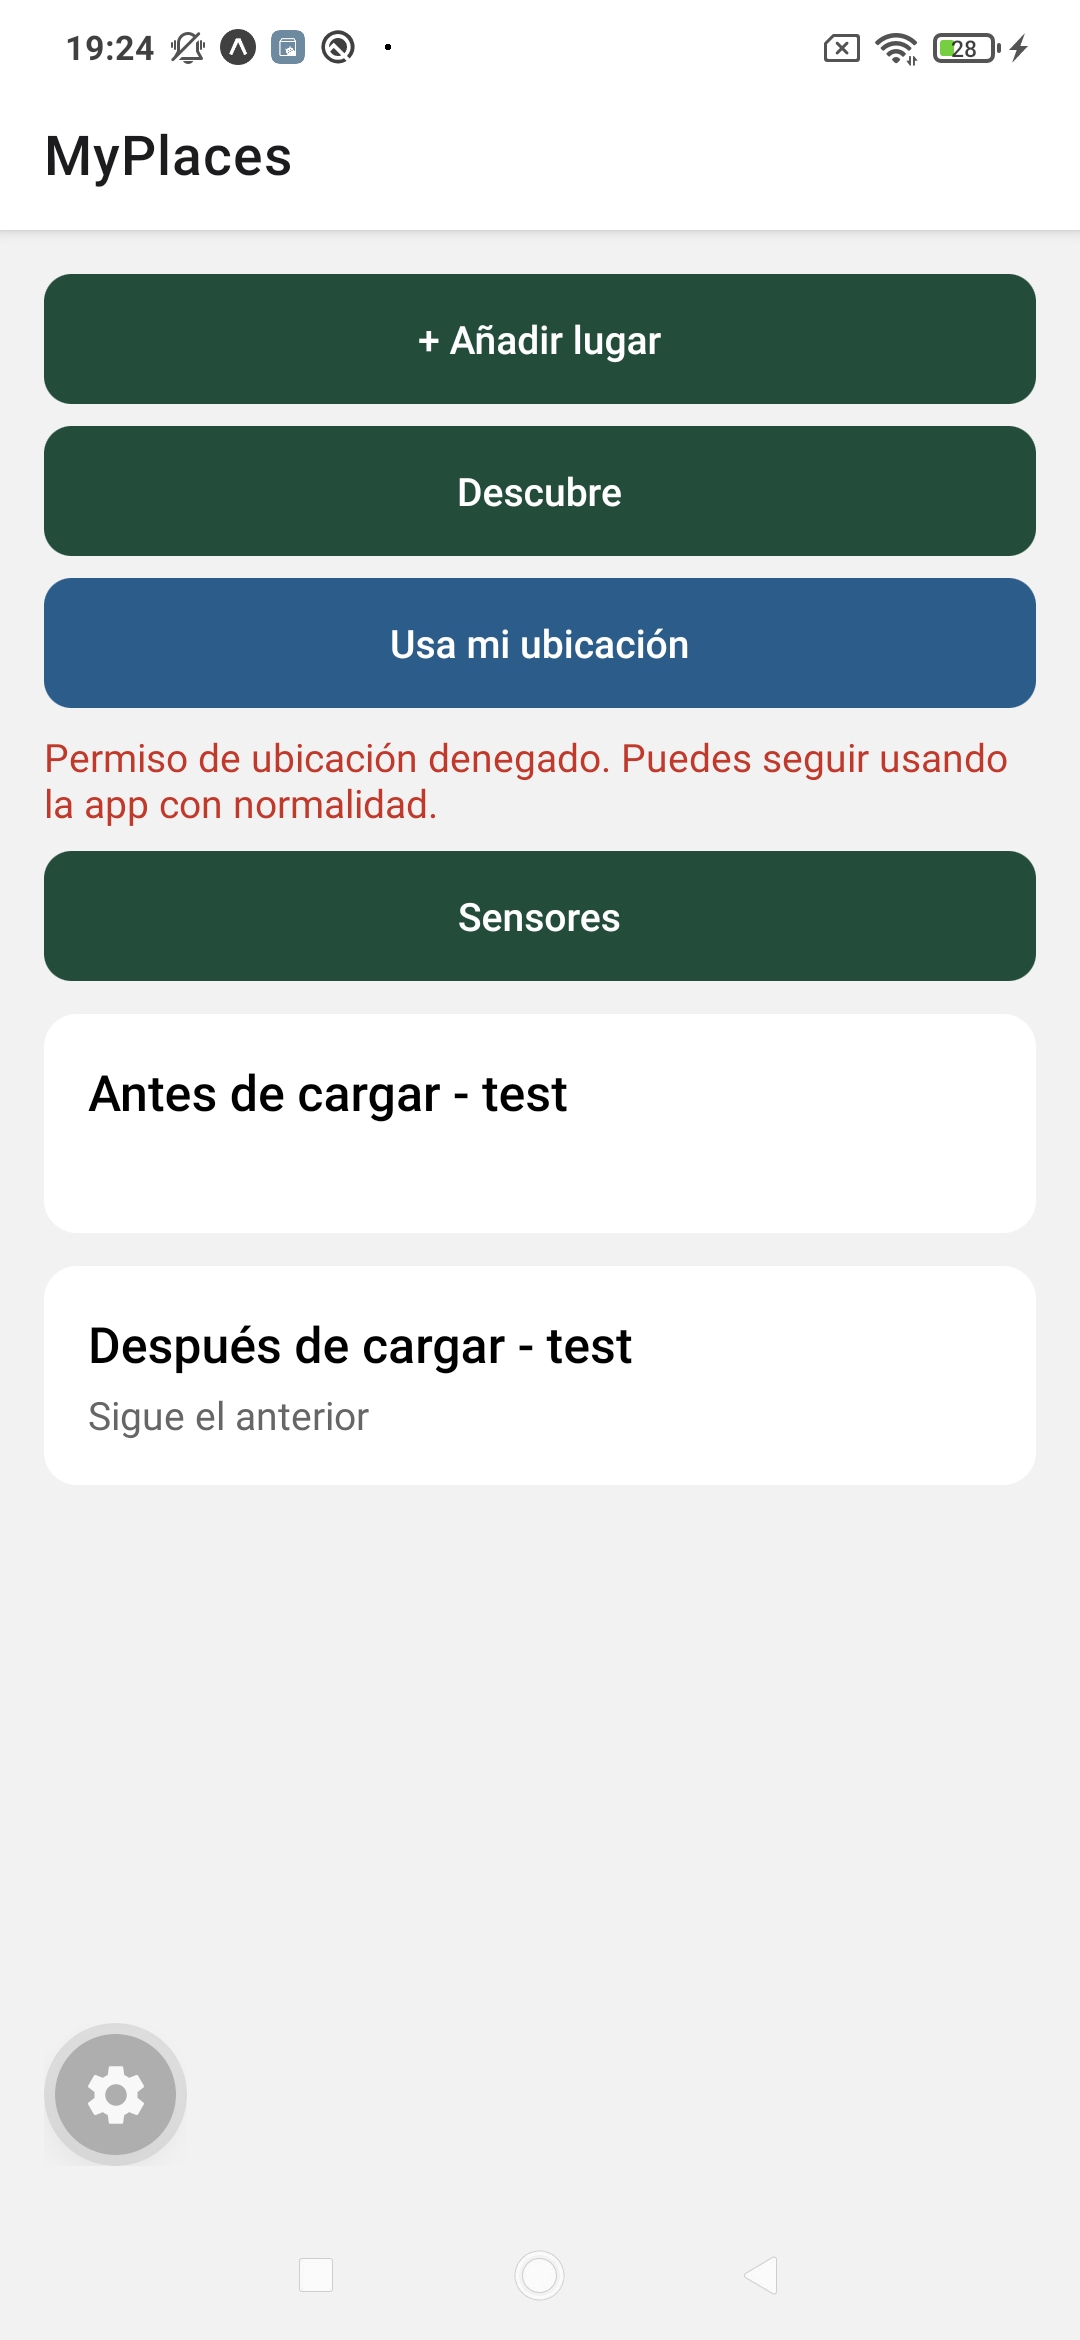 19:24
28
MyPlaces
+ Añadir lugar
Descubre
Usa mi ubicación
Permiso de ubicación denegado. Puedes seguir usando
la app con normalidad.
Sensores
Antes de cargar - test
Después de cargar - test
Sigue el anterior